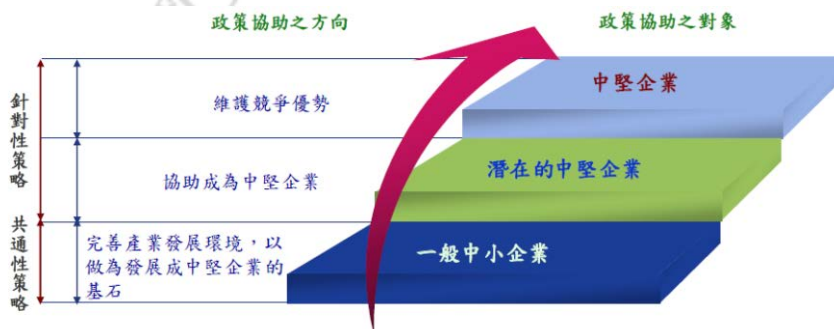 政策協助之方向
政策協助之對象
針對性策略
維護競爭優勢
中堅企業
協助成為中堅企業
潛在的中堅企業
共通性策略
完善產業發展環境，以
做為發展成中堅企業的
基石
一般中小企業